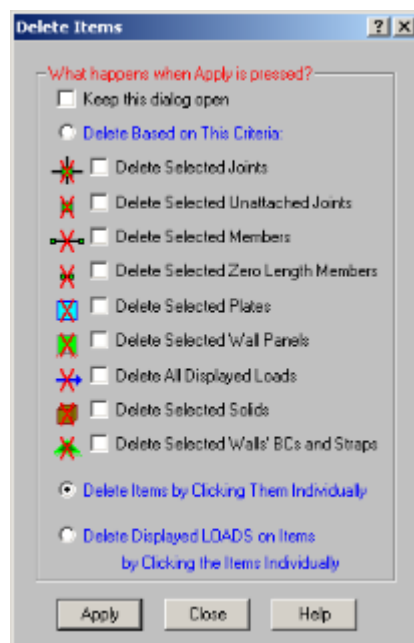 Delete Items
What happens when Apply is pressed?
Keep this dialog open
Delete Based on This Criteria:
Delete Selected Joints
Delete Selected Unattached Joints
Delete Selected Members
Delete Selected Zero Length Members
Delete Selected Plates
Delete Selected Wall Panels
Delete All Displayed Loads
Delete Selected Solids
Delete Selected Walls' BCs and Straps
Delete Items by Clicking Them Individually
Delete Displayed LOADS on Items
by Clicking the Items Individually
Apply Close Help